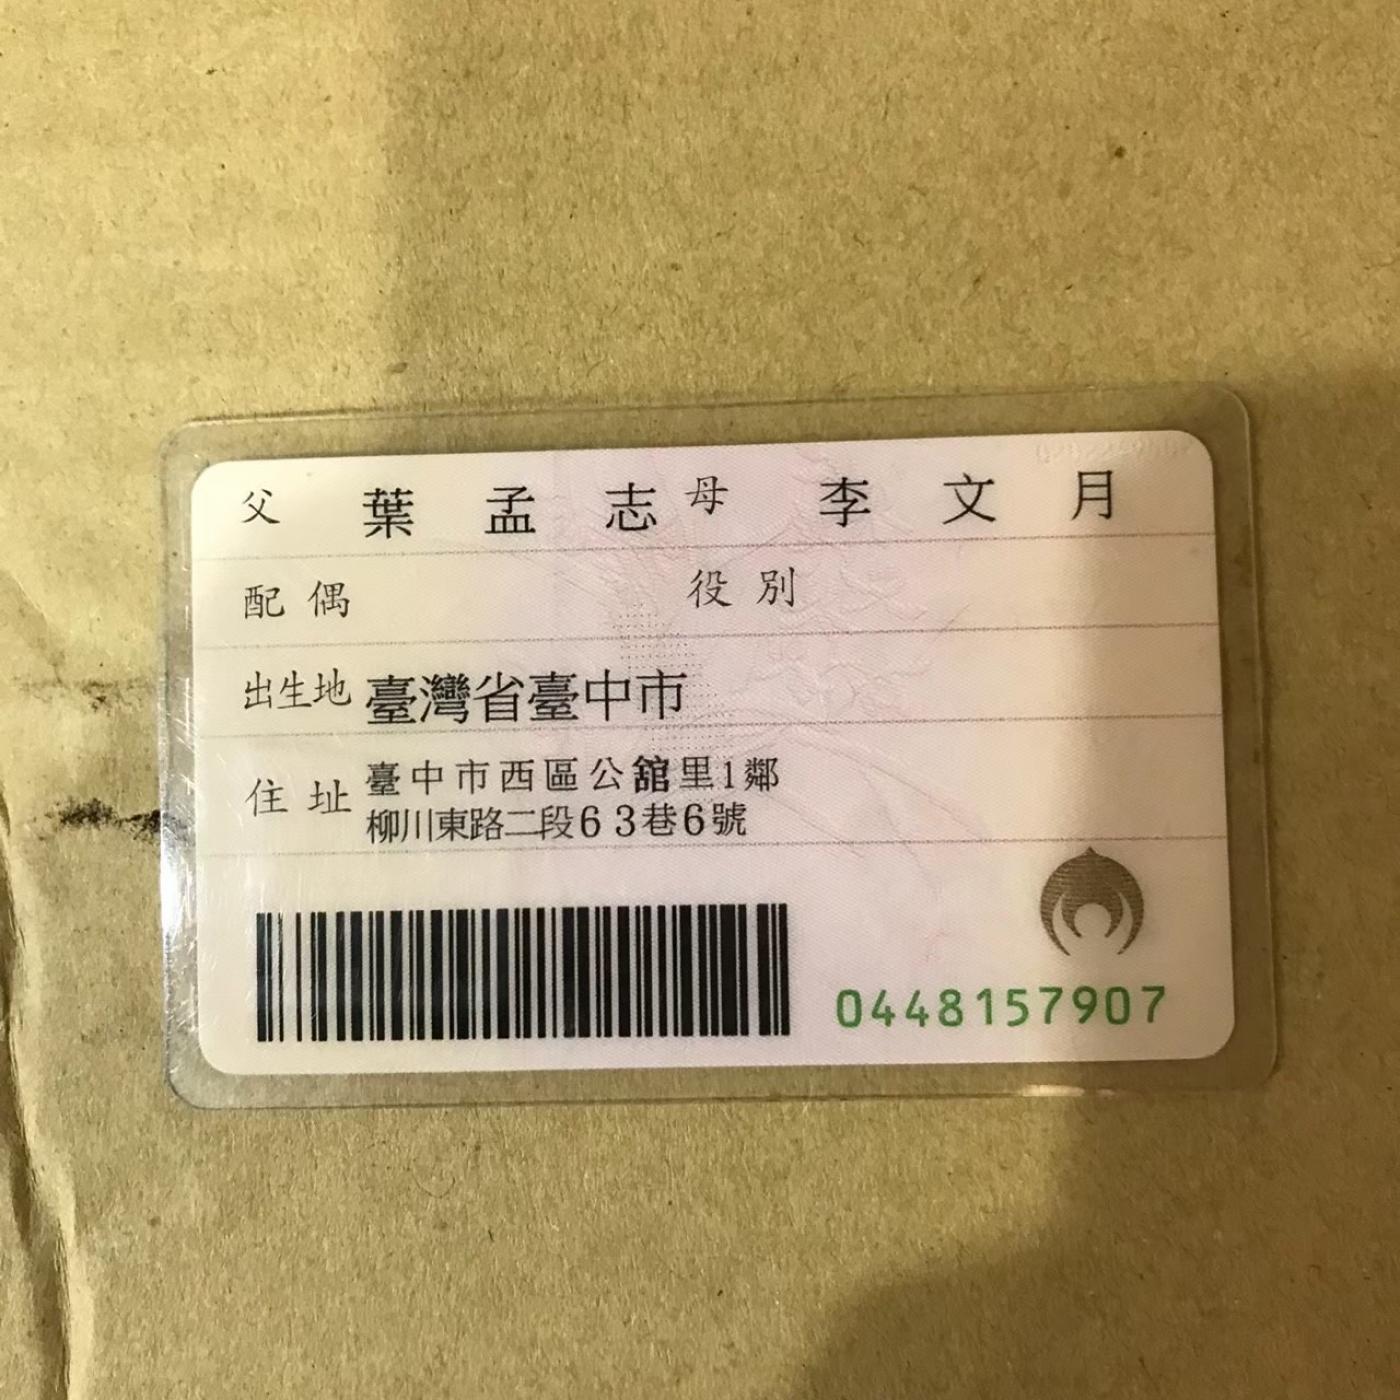 父 葉孟志 母 李文月
配偶 役別
出生地 臺灣省臺中市
住址 臺中市西區公舘里1鄰
柳川東路二段63巷6號
0448157907